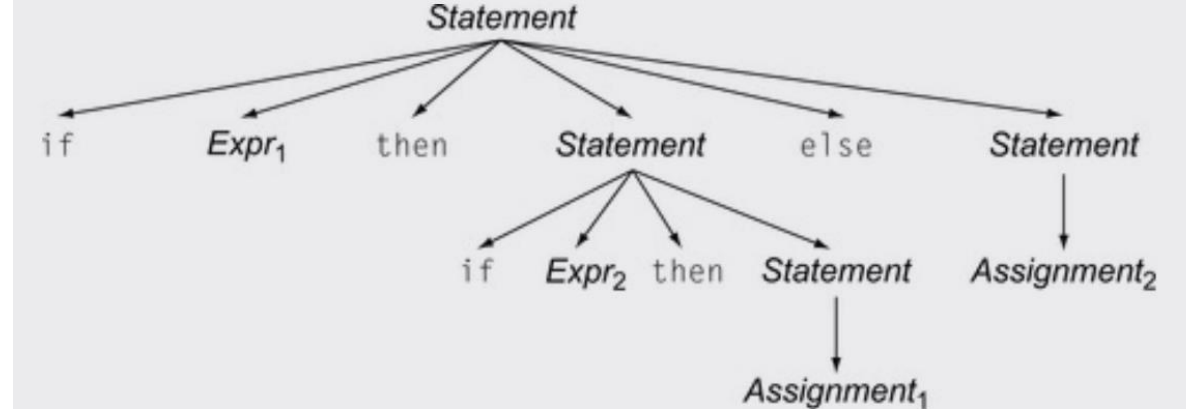 Statement
if Expr1 then Statement else Statement
if Expr2 then Statement Assignment2
Assignment1